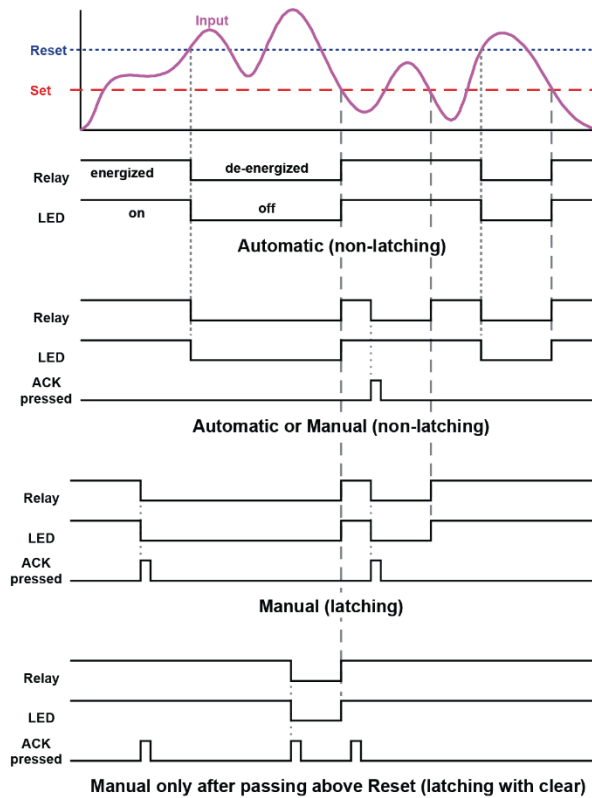 Input
Reset
Set
Relay energized de-energized
LED on off
Automatic (non-latching)
Relay
LED
ACK
pressed
Automatic or Manual (non-latching)
Relay
LED
ACK
pressed
Manual (latching)
Relay
LED
ACK
pressed
Manual only after passing above Reset (latching with clear)